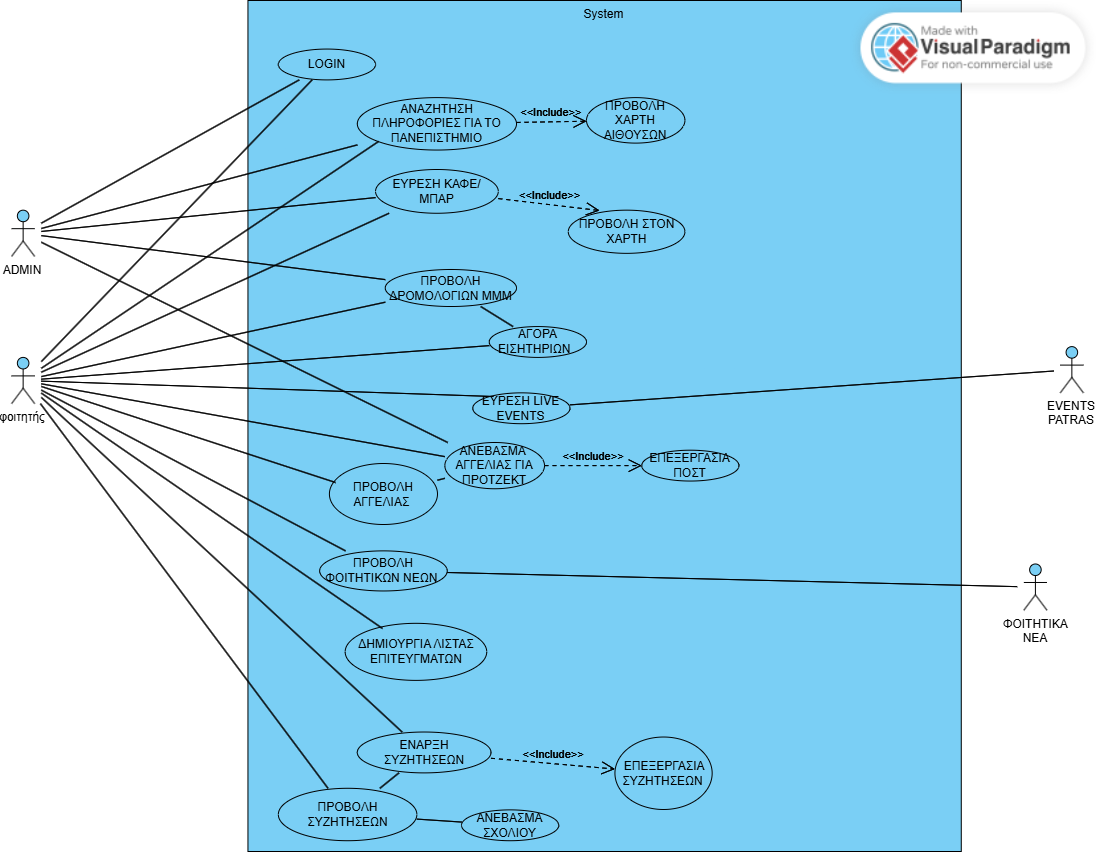 System
Made with
VisualParadigm
For non-commercial use
LOGIN
ΑΝΑΖΗΤΗΣΗ
ΠΛΗΡΟΦΟΡΙΕΣ ΓΙΑ ΤΟ
ΠΑΝΕΠΙΣΤΗΜΙΟ
<<Include>>
ΠΡΟΒΟΛΗ
ΧΑΡΤΗ
ΑΙΘΟΥΣΩΝ
ΕΥΡΕΣΗ ΚΑΦΕ/
ΜΠΑΡ
<<Include>>
ΠΡΟΒΟΛΗ ΣΤΟΝ
ΧΑΡΤΗ
ADMIN
ΠΡΟΒΟΛΗ
ΔΡΟΜΟΛΟΓΙΩΝ ΜΜΜ
ΑΓΟΡΑ
ΕΙΣΗΤΗΡΙΩΝ
φοιτητής
ΕΥΡΕΣΗ LIVE
EVENTS
EVENTS
PATRAS
ΑΝΕΒΑΣΜΑ
ΑΓΓΕΛΙΑΣ ΓΙΑ
ΠΡΟΤΖΕΚΤ
<<Include>>
ΕΠΕΞΕΡΓΑΣΙΑ
ΠΟΣΤ
ΠΡΟΒΟΛΗ
ΑΓΓΕΛΙΑΣ
ΠΡΟΒΟΛΗ
ΦΟΙΤΗΤΙΚΩΝ ΝΕΩΝ
ΦΟΙΤΗΤΙΚΑ
ΝΕΑ
ΔΗΜΙΟΥΡΓΙΑ ΛΙΣΤΑΣ
ΕΠΙΤΕΥΓΜΑΤΩΝ
ΕΝΑΡΞΗ
ΣΥΖΗΤΗΣΕΩΝ
<<Include>>
ΕΠΕΞΕΡΓΑΣΙΑ
ΣΥΖΗΤΗΣΕΩΝ
ΠΡΟΒΟΛΗ
ΣΥΖΗΤΗΣΕΩΝ
ΑΝΕΒΑΣΜΑ
ΣΧΟΛΙΟΥ